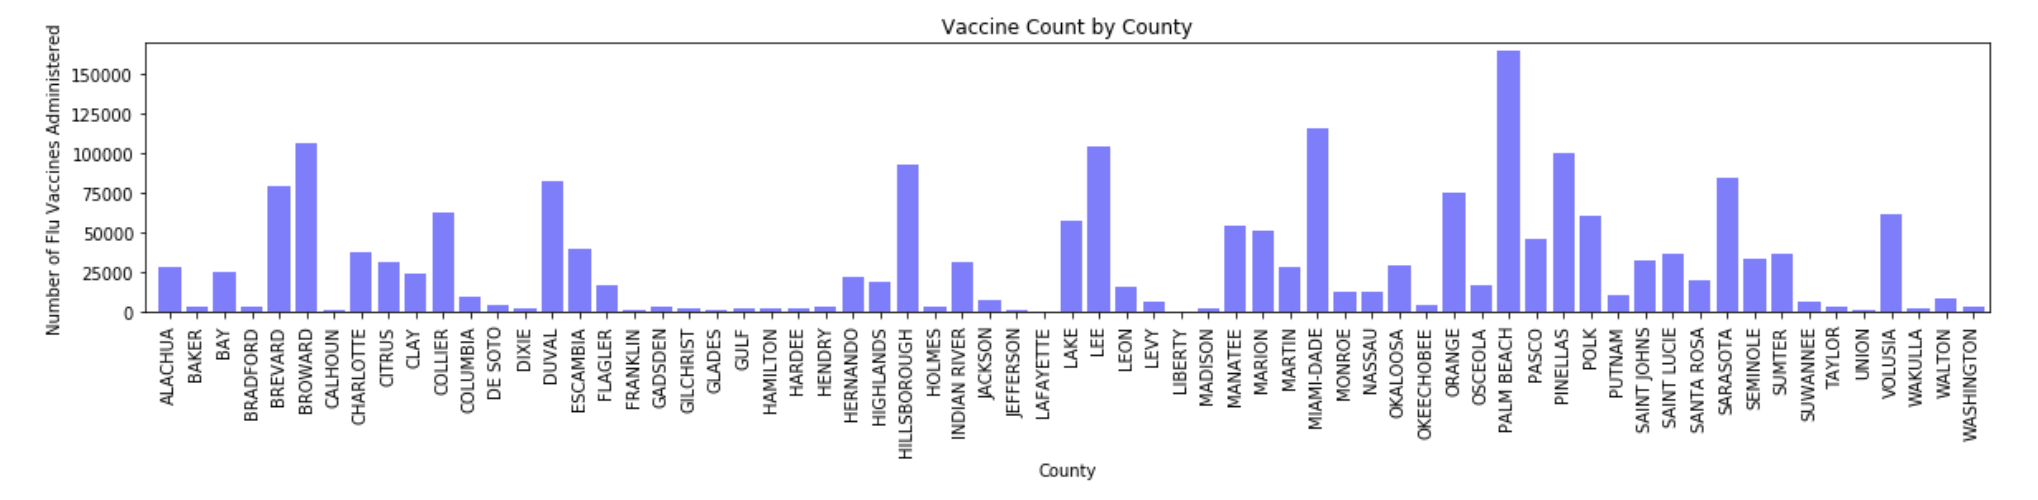 Vaccine Count by County
Number of Flu Vaccines Administered
150000
125000
100000
75000
50000
25000
0
ALACHUA
BAKER
BAY
BRADFORD
BREVARD
BROWARD
CALHOUN
CHARLOTTE
CITRUS
CLAY
COLLIER
COLUMBIA
DE SOTO
DIXIE
DUVAL
ESCAMBIA
FLAGLER
FRANKLIN
GADSDEN
GILCHRIST
GLADES
GULF
HAMILTON
HARDEE
HENDRY
HERNANDO
HIGHLANDS
HILLSBOROUGH
HOLMES
INDIAN RIVER
JACKSON
JEFFERSON
LAFAYETTE
LAKE
LEE
LEON
LEVY
LIBERTY
MADISON
MANATEE
MARION
MARTIN
MIAMI-DADE
MONROE
NASSAU
OKALOOSA
OKEECHOBEE
ORANGE
OSCEOLA
PALM BEACH
PASCO
PINELLAS
POLK
PUTNAM
SAINT JOHNS
SAINT LUCIE
SANTA ROSA
SARASOTA
SEMINOLE
SUMTER
SUWANNEE
TAYLOR
UNION
VOLUSIA
WAKULLA
WALTON
WASHINGTON
County